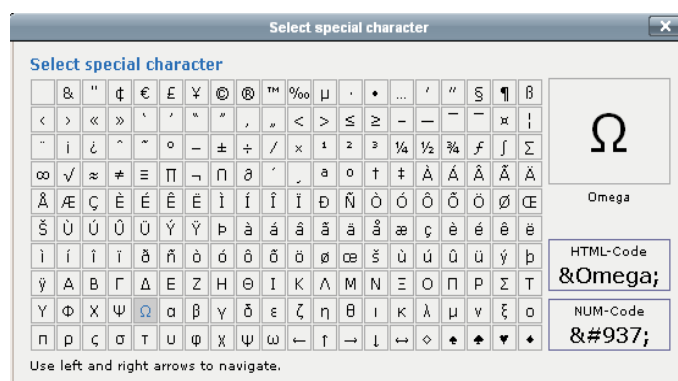 Select special character
X
Select special character
& " ¢ € £ ¥ © ® ™ ‰ µ · • … ′ ″ § ¶ ß
‹ › « » ‘ ’ “ ” ‚ „ < > ≤ ≥ – — ¯ ‾ ¤ ¦
¨ ¡ ¿ ˆ ˜ ° − ± ÷ ⁄ × ¹ ² ³ ¼ ½ ¾ ƒ ∫ ∑
∞ √ ≈ ≠ ≡ ∏ ¬ ∩ ∂ ´ ¸ ª º † ‡ À Á Â Ã Ä
Å Æ Ç È É Ê Ë Ì Í Î Ï Ð Ñ Ò Ó Ô Õ Ö Ø Œ
Š Ù Ú Û Ü Ý Ÿ Þ à á â ã ä å æ ç è é ê ë
ì í î ï ð ñ ò ó ô õ ö ø œ š ù ú û ü ý þ
ÿ Α Β Γ Δ Ε Ζ Η Θ Ι Κ Λ Μ Ν Ξ Ο Π Ρ Σ Τ
Υ Φ Χ Ψ Ω α β γ δ ε ζ η θ ι κ λ μ ν ξ ο
π ρ ς σ τ υ φ χ ψ ω ← ↑ → ↓ ↔ ◊ ♠ ♣ ♥ ♦
Ω
Omega
HTML-Code
&Omega;
NUM-Code
&#937;
Use left and right arrows to navigate.